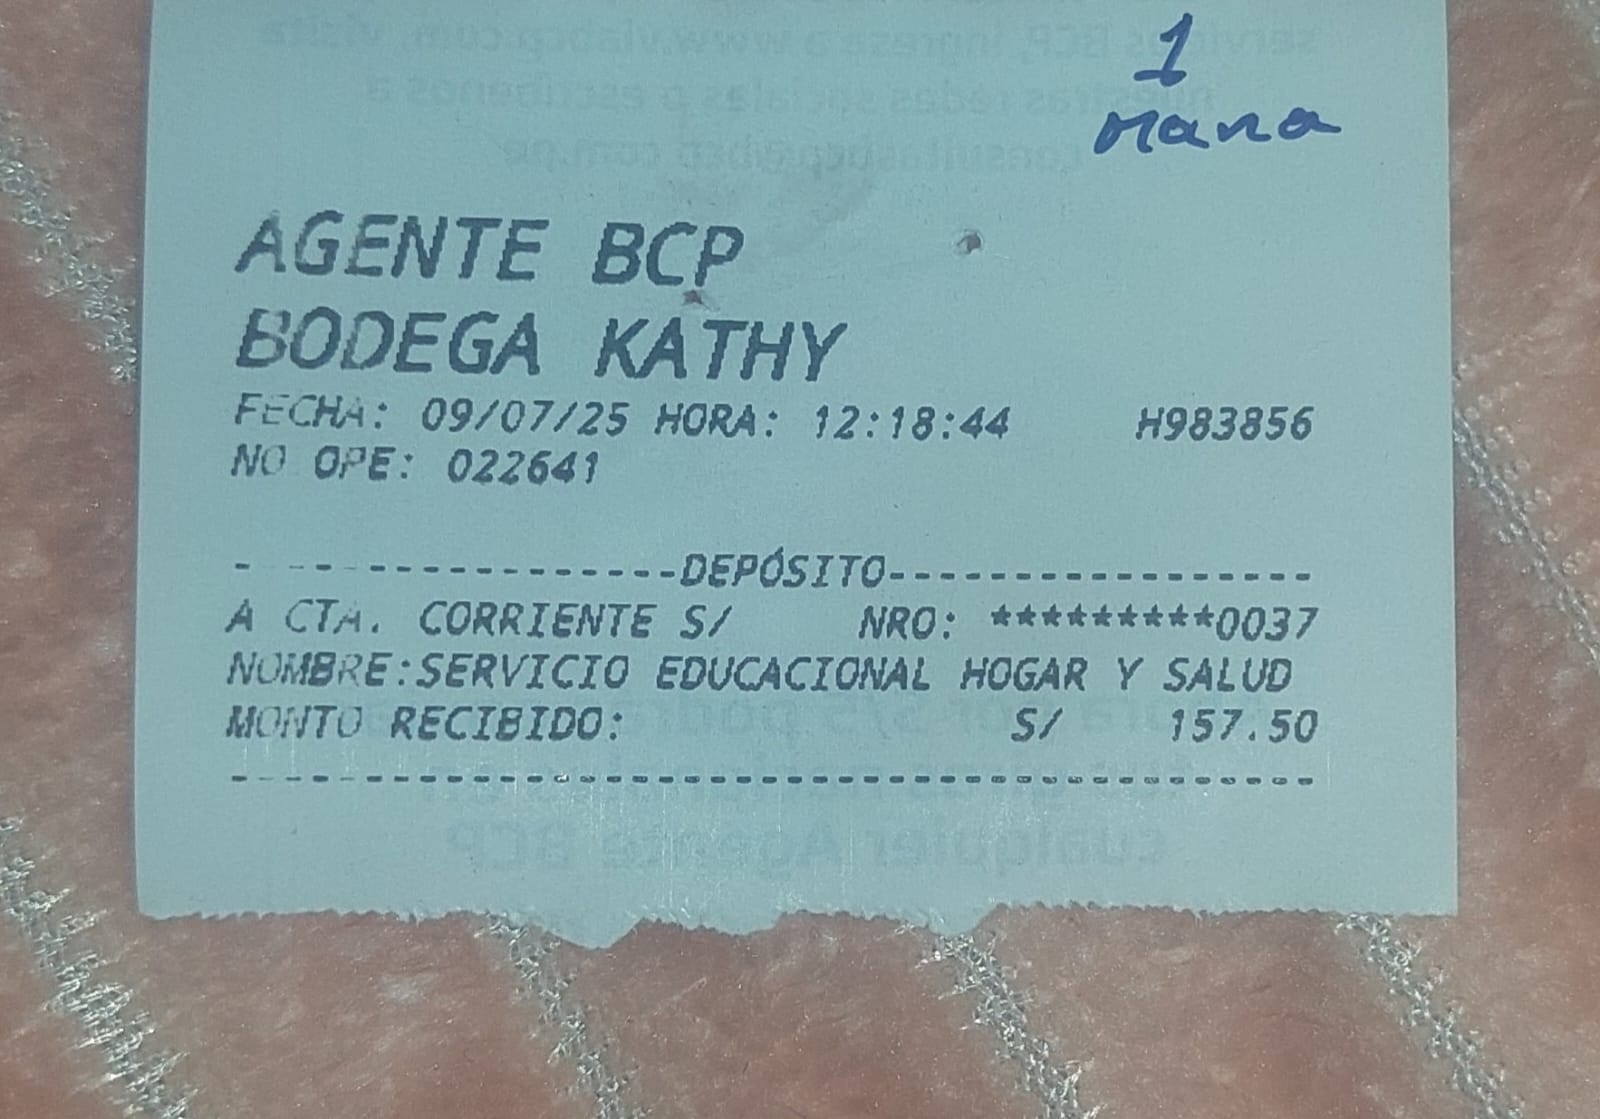 1
mana
AGENTE BCP
BODEGA KATHY
FECHA: 09/07/25 HORA: 12:18:44 H983856
NO OPE: 022641
- -----------------DEPÓSITO-----------------
A CTA. CORRIENTE S/ NRO: *********0037
NOMBRE:SERVICIO EDUCACIONAL HOGAR Y SALUD
MONTO RECIBIDO: S/ 157.50
----------------------------------------